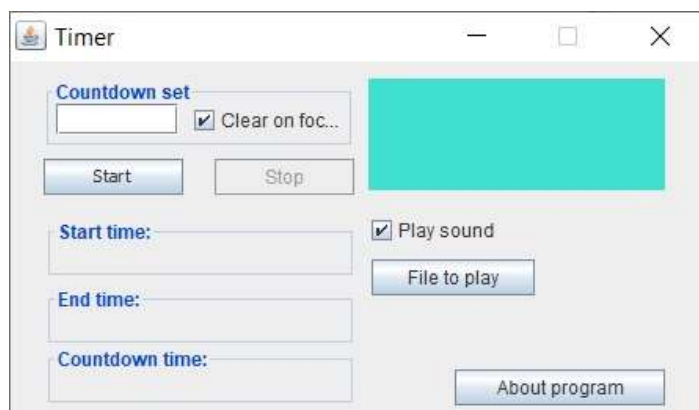 Timer
Countdown set
Clear on foc...
Start
Stop
Start time:
Play sound
File to play
End time:
Countdown time:
About program